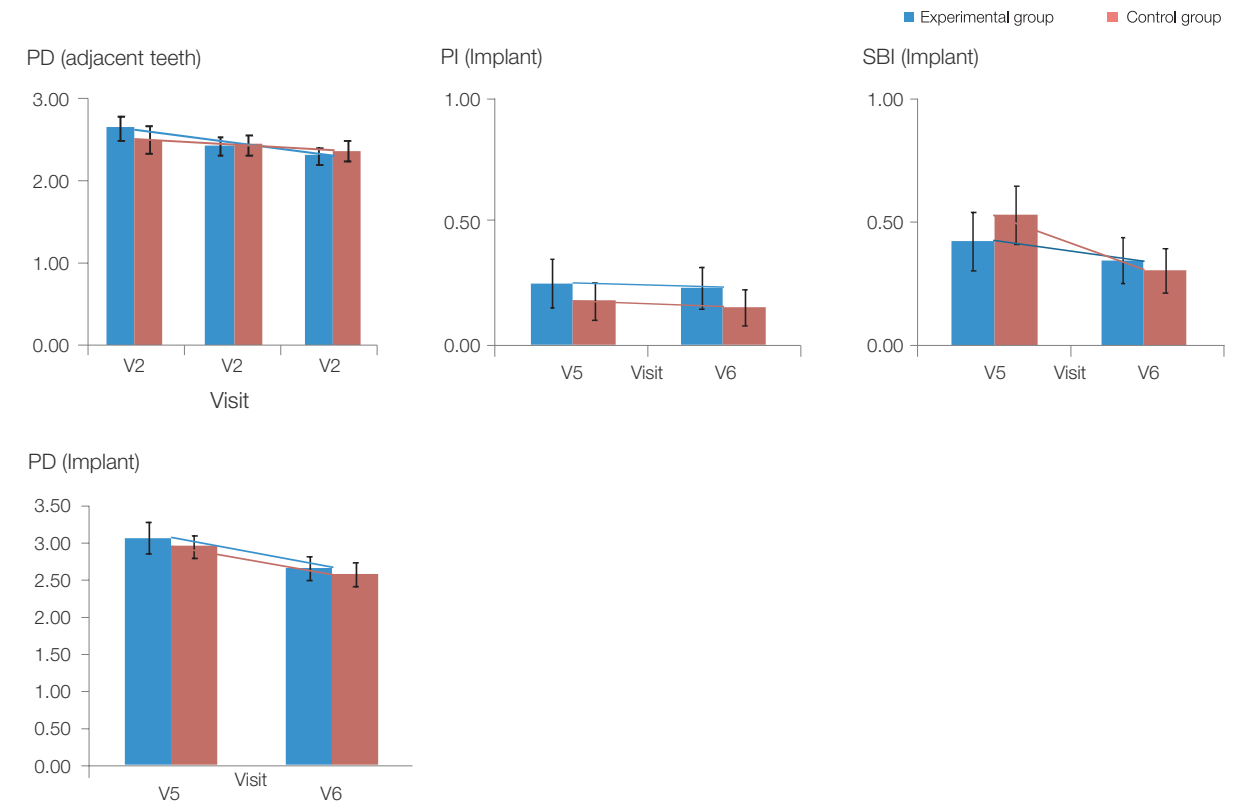 Experimental group Control group
PD (adjacent teeth)
3.00
2.00
1.00
0.00
V2 V2 V2
Visit
PI (Implant)
1.00
0.50
0.00
V5 Visit V6
SBI (Implant)
1.00
0.50
0.00
V5 Visit V6
PD (Implant)
3.50
3.00
2.50
2.00
1.50
1.00
0.50
0.00
Visit
V5 V6